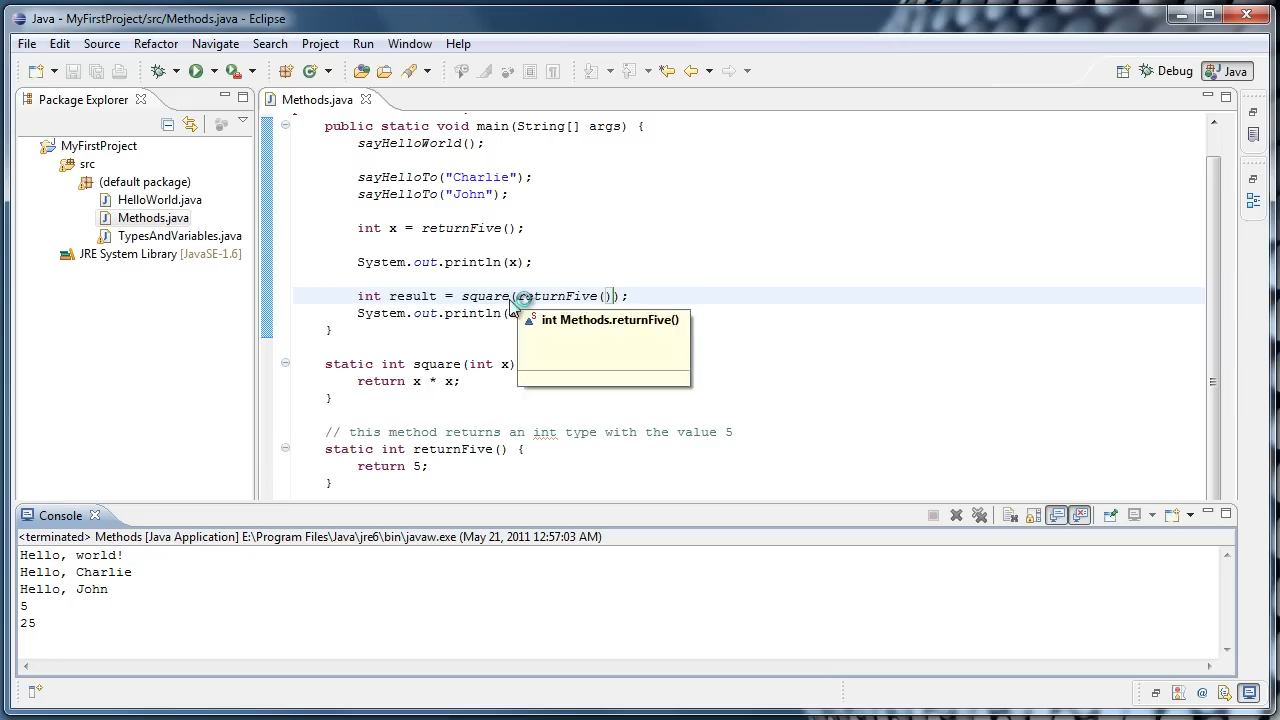 Java - MyFirstProject/src/Methods.java - Eclipse
File Edit Source Refactor Navigate Search Project Run Window Help
Debug Java
Package Explorer
Methods.java
MyFirstProject
src
(default package)
HelloWorld.java
Methods.java
TypesAndVariables.java
JRE System Library [JavaSE-1.6]
public static void main(String[] args) {
sayHelloWorld();
sayHelloTo("Charlie");
sayHelloTo("John");
int x = returnFive();
System.out.println(x);
int result = square(returnFive());
System.out.println(
int Methods.returnFive()
}
static int square(int x)
return x * x;
}
// this method returns an int type with the value 5
static int returnFive() {
return 5;
}
Console
<terminated> Methods [Java Application] E:\Program Files\Java\jre6\bin\javaw.exe (May 21, 2011 12:57:03 AM)
Hello, world!
Hello, Charlie
Hello, John
5
25